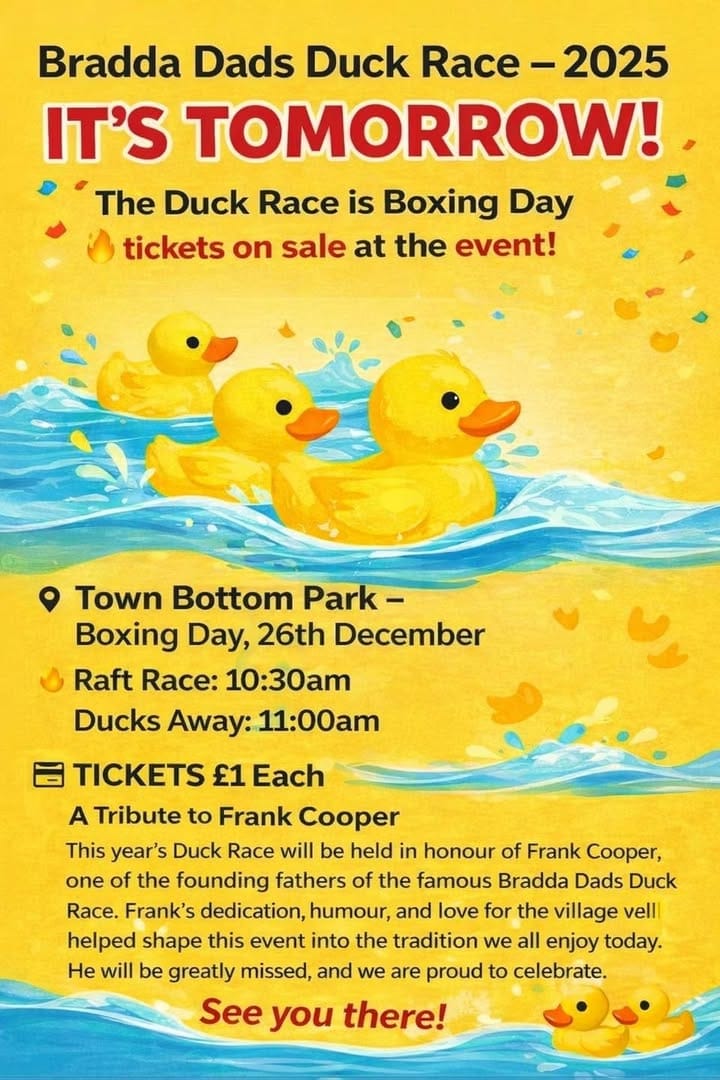 Bradda Dads Duck Race – 2025
IT'S TOMORROW!
The Duck Race is Boxing Day
tickets on sale at the event!
Town Bottom Park –
Boxing Day, 26th December
Raft Race: 10:30am
Ducks Away: 11:00am
TICKETS £1 Each
A Tribute to Frank Cooper
This year's Duck Race will be held in honour of Frank Cooper,
one of the founding fathers of the famous Bradda Dads Duck
Race. Frank's dedication, humour, and love for the village vell
helped shape this event into the tradition we all enjoy today.
He will be greatly missed, and we are proud to celebrate.
See you there!